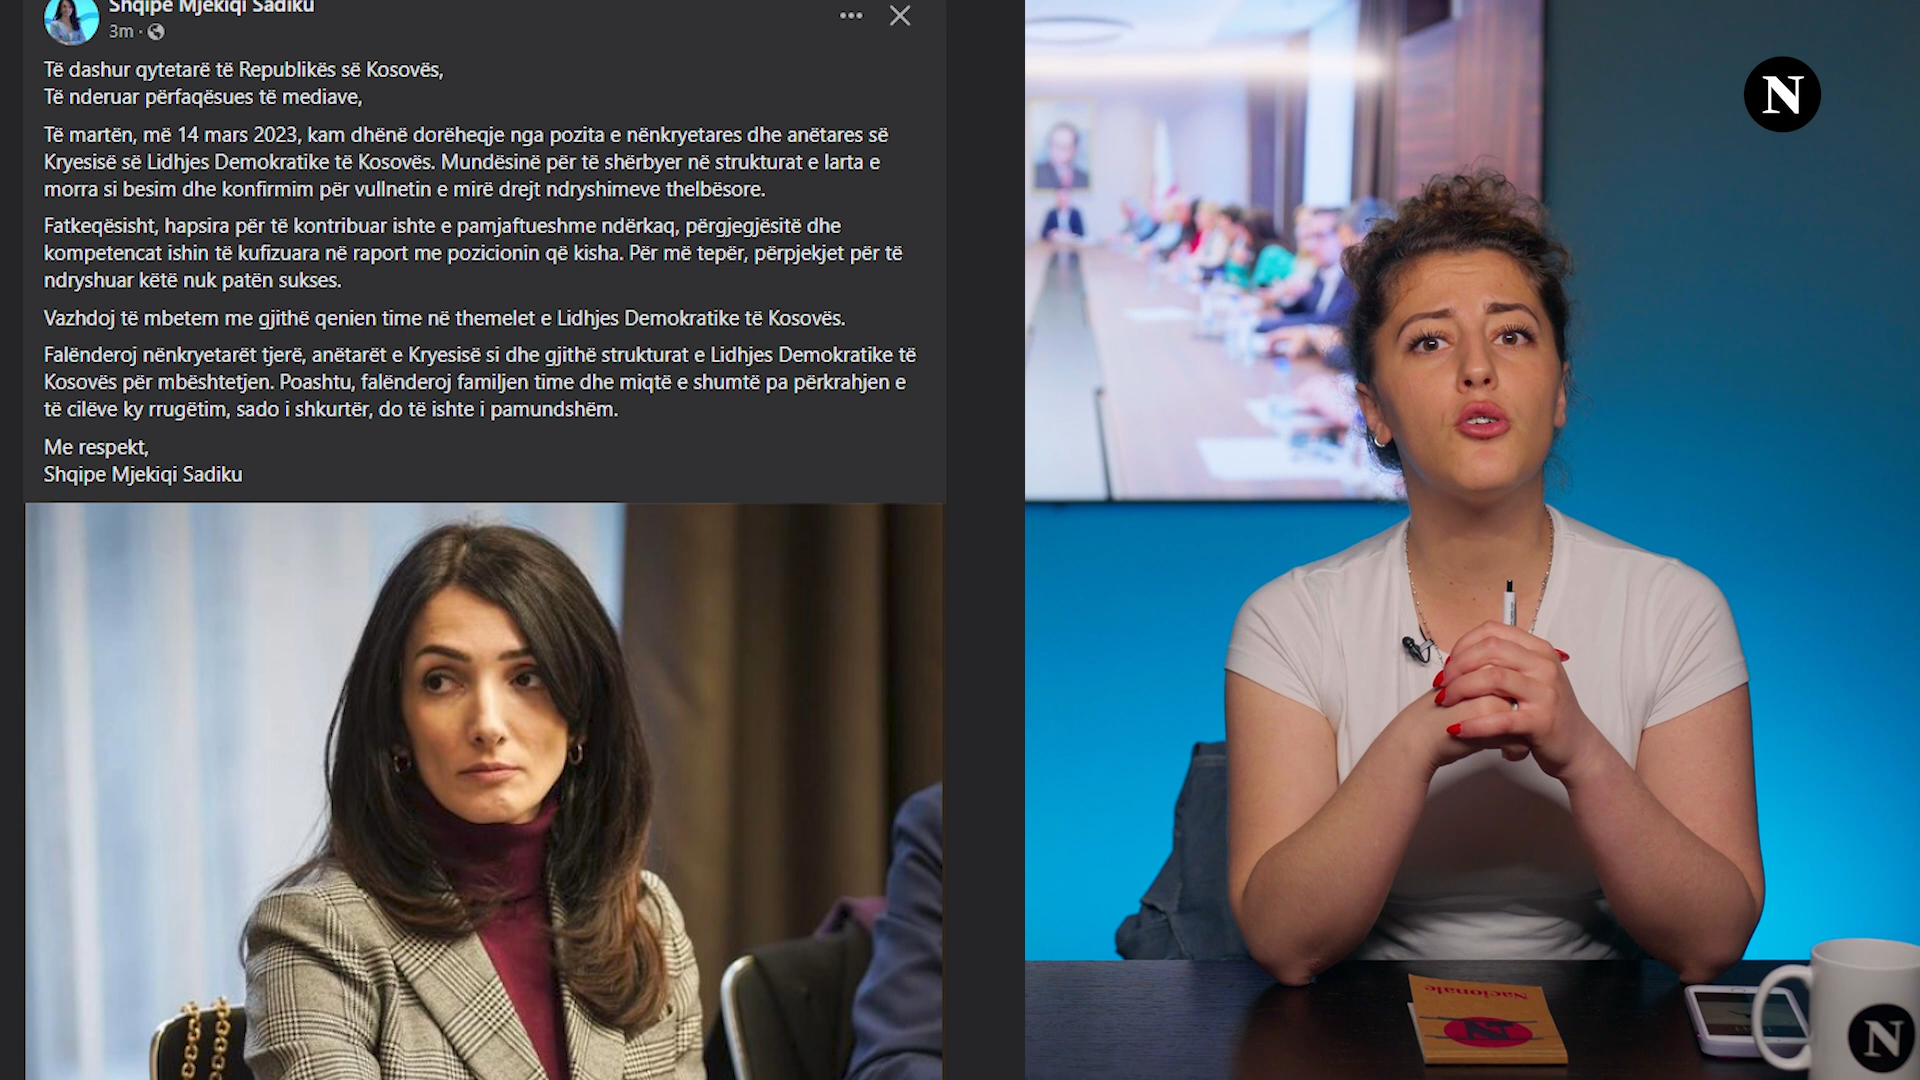 Shqipe Mjekiqi Sadiku
3m ·
Të dashur qytetarë të Republikës së Kosovës,
Të nderuar përfaqësues të mediave,
Të martën, më 14 mars 2023, kam dhënë dorëheqje nga pozita e nënkryetares dhe anëtares së
Kryesisë së Lidhjes Demokratike të Kosovës. Mundësinë për të shërbyer në strukturat e larta e
morra si besim dhe konfirmim për vullnetin e mirë drejt ndryshimeve thelbësore.
Fatkeqësisht, hapsira për të kontribuar ishte e pamjaftueshme ndërkaq, përgjegjësitë dhe
kompetencat ishin të kufizuara në raport me pozicionin që kisha. Për më tepër, përpjekjet për të
ndryshuar këtë nuk patën sukses.
Vazhdoj të mbetem me gjithë qenien time në themelet e Lidhjes Demokratike të Kosovës.
Falënderoj nënkryetarët tjerë, anëtarët e Kryesisë si dhe gjithë strukturat e Lidhjes Demokratike të
Kosovës për mbështetjen. Poashtu, falënderoj familjen time dhe miqtë e shumtë pa përkrahjen e
të cilëve ky rrugëtim, sado i shkurtër, do të ishte i pamundshëm.
Me respekt,
Shqipe Mjekiqi Sadiku
N
Nacionale
N
N